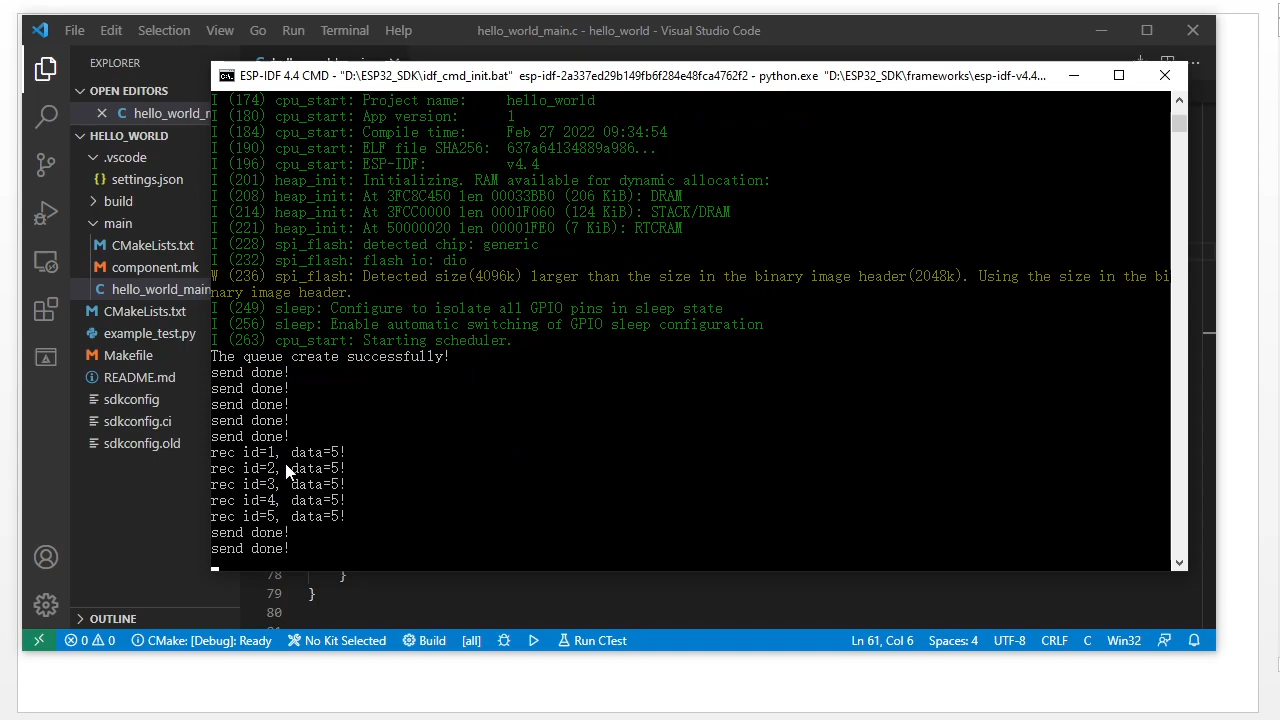 File Edit Selection View Go Run Terminal Help
hello_world_main.c - hello_world - Visual Studio Code
EXPLORER
OPEN EDITORS
hello_world_m
HELLO_WORLD
.vscode
settings.json
build
main
CMakeLists.txt
component.mk
hello_world_main
CMakeLists.txt
example_test.py
Makefile
README.md
sdkconfig
sdkconfig.ci
sdkconfig.old
OUTLINE
ESP-IDF 4.4 CMD - "D:\ESP32_SDK\idf_cmd_init.bat" esp-idf-2a337ed29b149fb6f284e48fca4762f2 - python.exe "D:\ESP32_SDK\frameworks\esp-idf-v4.4...
I (174) cpu_start: Project name: hello_world
I (180) cpu_start: App version: 1
I (184) cpu_start: Compile time: Feb 27 2022 09:34:54
I (190) cpu_start: ELF file SHA256: 637a64134889a986...
I (196) cpu_start: ESP-IDF: v4.4
I (201) heap_init: Initializing. RAM available for dynamic allocation:
I (208) heap_init: At 3FC8C450 len 00033BB0 (206 KiB): DRAM
I (214) heap_init: At 3FCC0000 len 0001F060 (124 KiB): STACK/DRAM
I (221) heap_init: At 50000020 len 00001FE0 (7 KiB): RTCRAM
I (228) spi_flash: detected chip: generic
I (232) spi_flash: flash io: dio
W (236) spi_flash: Detected size(4096k) larger than the size in the binary image header(2048k). Using the size in the bi
nary image header.
I (249) sleep: Configure to isolate all GPIO pins in sleep state
I (256) sleep: Enable automatic switching of GPIO sleep configuration
I (263) cpu_start: Starting scheduler.
The queue create successfully!
send done!
send done!
send done!
send done!
send done!
rec id=1, data=5!
rec id=2, data=5!
rec id=3, data=5!
rec id=4, data=5!
rec id=5, data=5!
send done!
send done!
78 }
79 }
80
0 0 CMake: [Debug]: Ready No Kit Selected Build [all] Run CTest Ln 61, Col 6 Spaces: 4 UTF-8 CRLF C Win32